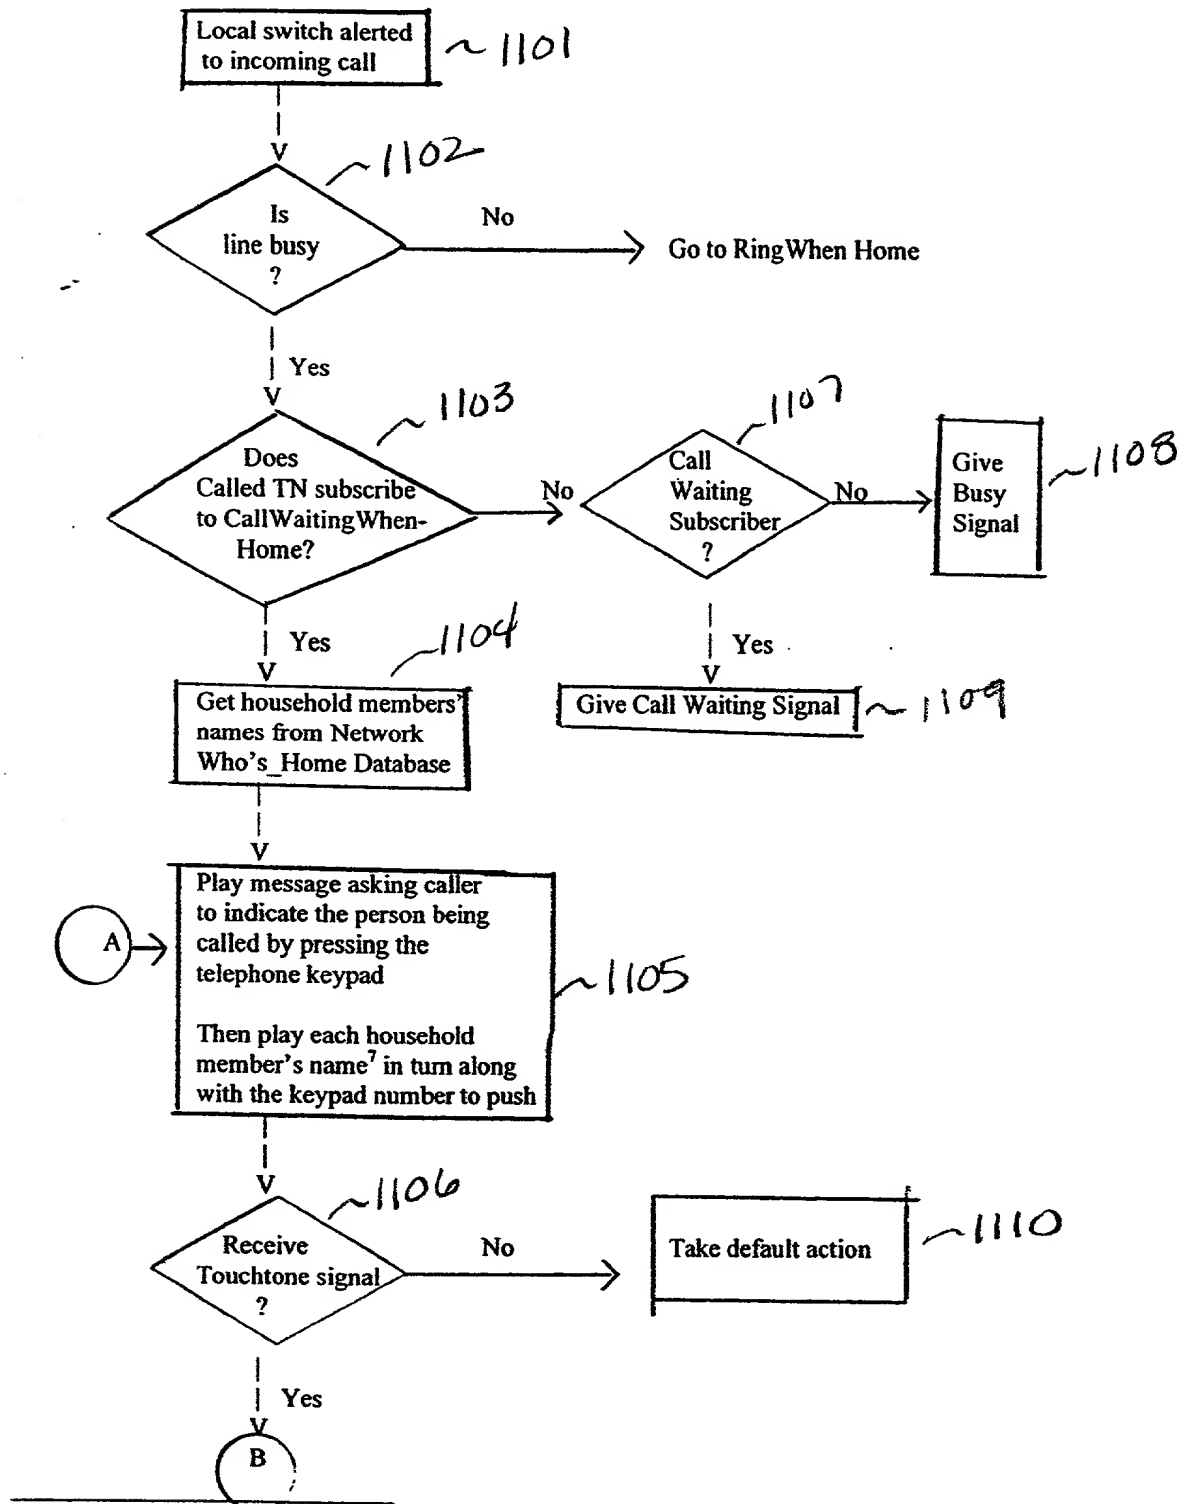 Local switch alerted
to incoming call
~ 1101
1102
Is
line busy
?
No
Go to RingWhen Home
Yes
1103
Does
Called TN subscribe
to CallWaitingWhen-
Home?
No
1107
Call
Waiting
Subscriber
?
No
Give
Busy
Signal
1108
Yes
1104
Yes
Get household members'
names from Network
Who's_Home Database
Give Call Waiting Signal
1109
A
Play message asking caller
to indicate the person being
called by pressing the
telephone keypad
Then play each household
member's name7 in turn along
with the keypad number to push
1105
1106
Receive
Touchtone signal
?
No
Take default action
1110
Yes
B